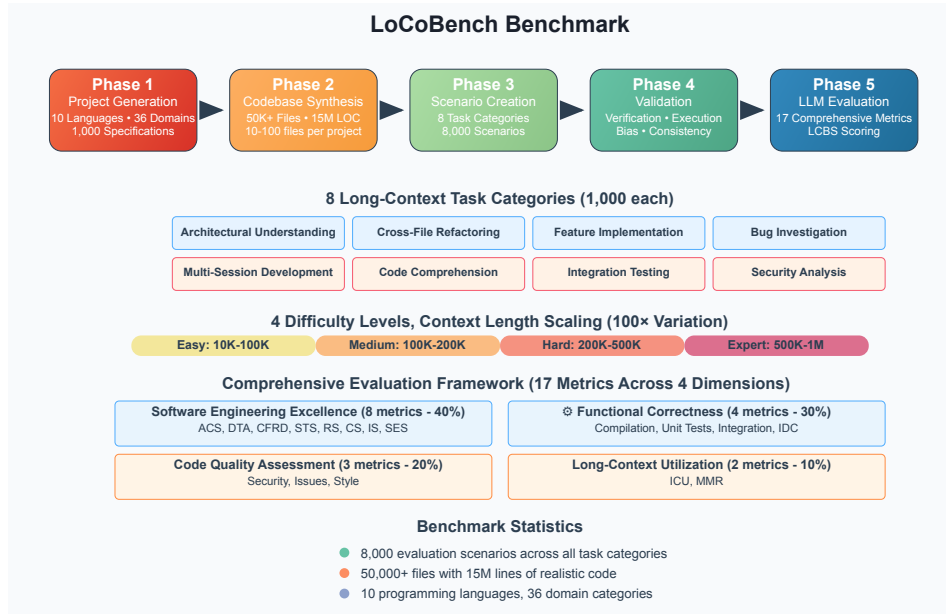 LoCoBench Benchmark
Phase 1
Project Generation
10 Languages • 36 Domains
1,000 Specifications
Phase 2
Codebase Synthesis
50K+ Files • 15M LOC
10-100 files per project
Phase 3
Scenario Creation
8 Task Categories
8,000 Scenarios
Phase 4
Validation
Verification • Execution
Bias • Consistency
Phase 5
LLM Evaluation
17 Comprehensive Metrics
LCBS Scoring
8 Long-Context Task Categories (1,000 each)
Architectural Understanding
Cross-File Refactoring
Feature Implementation
Bug Investigation
Multi-Session Development
Code Comprehension
Integration Testing
Security Analysis
4 Difficulty Levels, Context Length Scaling (100× Variation)
Easy: 10K-100K
Medium: 100K-200K
Hard: 200K-500K
Expert: 500K-1M
Comprehensive Evaluation Framework (17 Metrics Across 4 Dimensions)
Software Engineering Excellence (8 metrics - 40%)
ACS, DTA, CFRD, STS, RS, CS, IS, SES
⚙ Functional Correctness (4 metrics - 30%)
Compilation, Unit Tests, Integration, IDC
Code Quality Assessment (3 metrics - 20%)
Security, Issues, Style
Long-Context Utilization (2 metrics - 10%)
ICU, MMR
Benchmark Statistics
8,000 evaluation scenarios across all task categories
50,000+ files with 15M lines of realistic code
10 programming languages, 36 domain categories